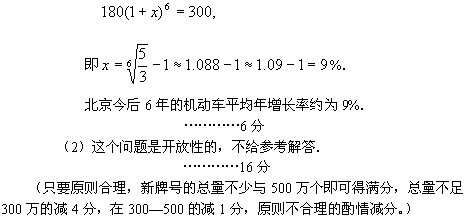 180(1 + x)⁶ = 300,
即 x = ⁶√(5/3) − 1 ≈ 1.088 − 1 ≈ 1.09 − 1 = 9%.
北京今后 6 年的机动车平均年增长率约为 9%.
…………6 分
（2）这个问题是开放性的，不给参考解答.
…………16 分
（只要原则合理，新牌号的总量不少与 500 万个即可得满分，总量不足
300 万的减 4 分，在 300—500 的减 1 分，原则不合理的酌情减分。）